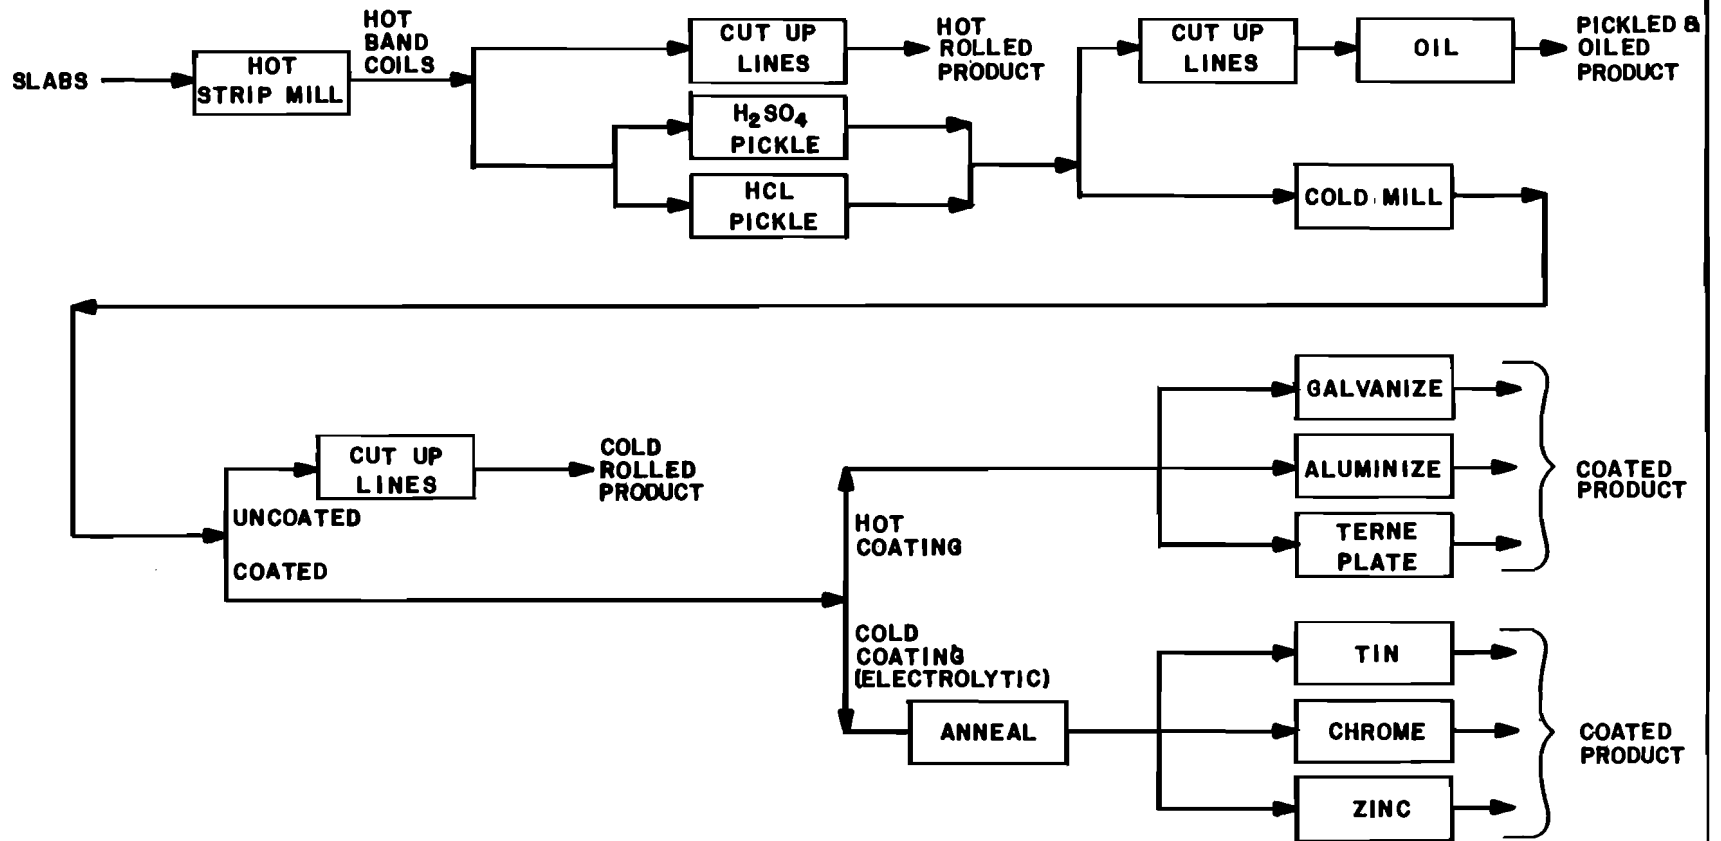 SLABS
HOT
STRIP MILL
HOT
BAND
COILS
CUT UP
LINES
HOT
ROLLED
PRODUCT
H₂SO₄
PICKLE
HCL
PICKLE
CUT UP
LINES
OIL
PICKLED &
OILED
PRODUCT
COLD MILL
CUT UP
LINES
COLD
ROLLED
PRODUCT
UNCOATED
COATED
HOT
COATING
GALVANIZE
ALUMINIZE
TERNE
PLATE
COATED
PRODUCT
COLD
COATING
(ELECTROLYTIC)
ANNEAL
TIN
CHROME
ZINC
COATED
PRODUCT